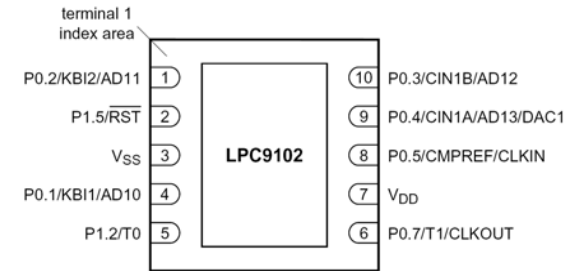 terminal 1
index area
P0.2/KBI2/AD11 1
P1.5/RST 2
VSS 3
P0.1/KBI1/AD10 4
P1.2/T0 5
LPC9102
10 P0.3/CIN1B/AD12
9 P0.4/CIN1A/AD13/DAC1
8 P0.5/CMPREF/CLKIN
7 VDD
6 P0.7/T1/CLKOUT